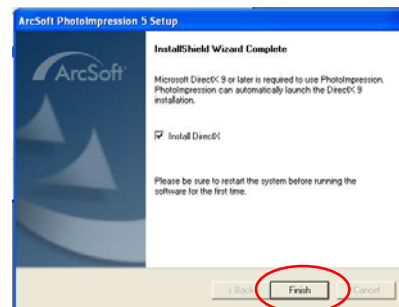 ArcSoft PhotoImpression 5 Setup
ArcSoft
InstallShield Wizard Complete
Microsoft DirectX 9 or later is required to use PhotoImpression.
PhotoImpression can automatically launch the DirectX 9
installation.
Install DirectX
Please be sure to restart the system before running the
software for the first time.
< Back
Finish
Cancel